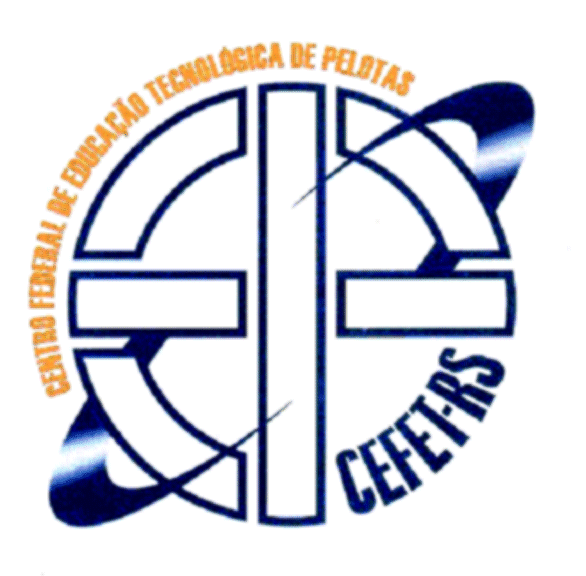 CENTRO FEDERAL DE EDUCAÇÃO TECNOLÓGICA DE PELOTAS
CEFET-RS